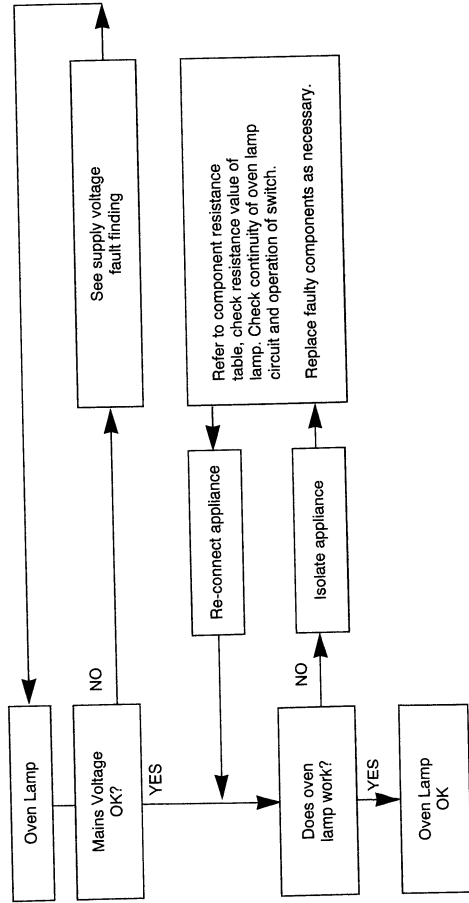 Oven Lamp
Mains Voltage
OK?
NO
See supply voltage
fault finding
YES
Re-connect appliance
Refer to component resistance
table, check resistance value of
lamp. Check continuity of oven lamp
circuit and operation of switch.
Replace faulty components as necessary.
Does oven
lamp work?
NO
Isolate appliance
YES
Oven Lamp
OK